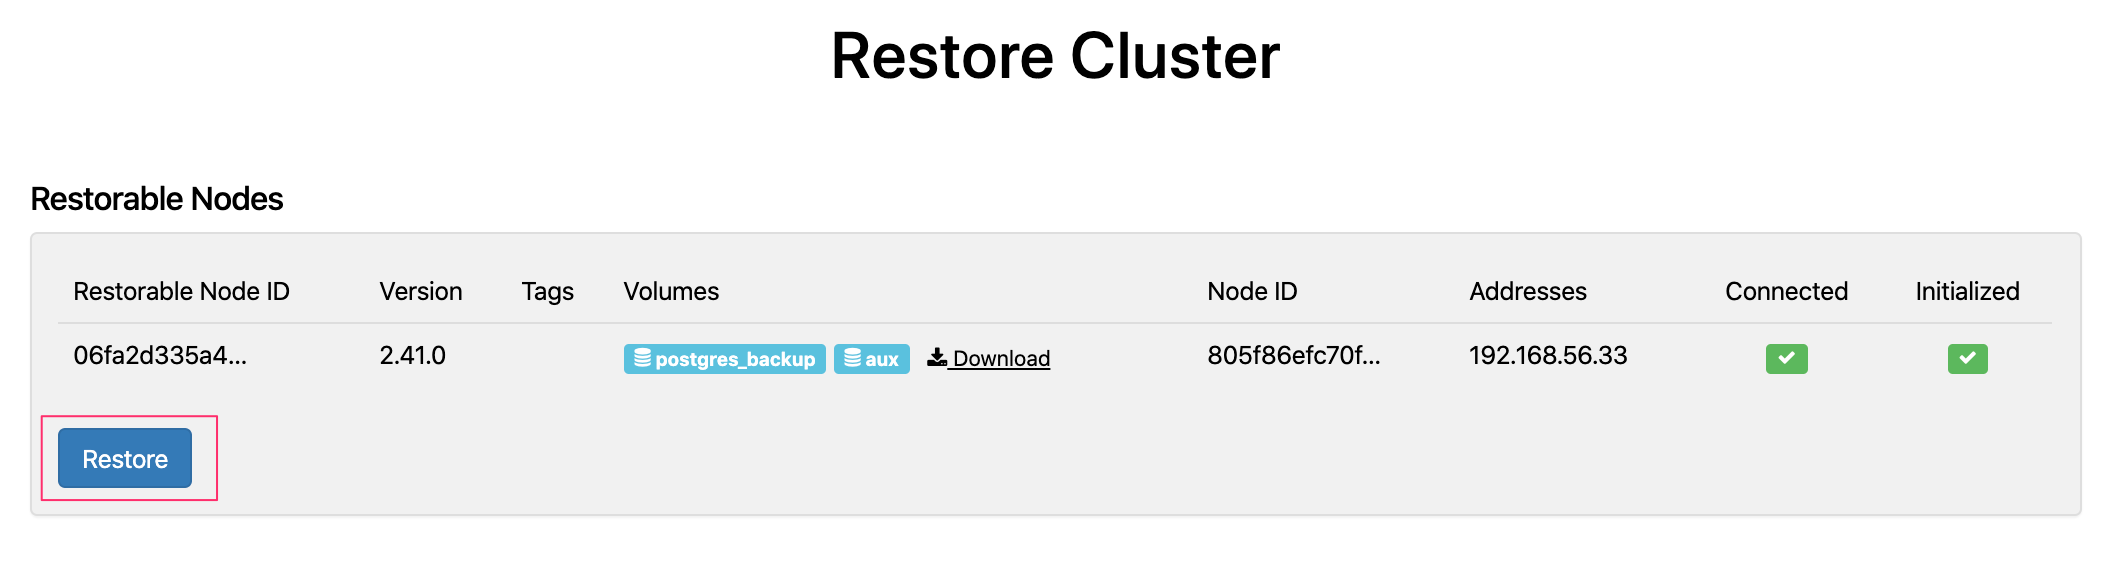 Restore Cluster
Restorable Nodes
Restorable Node ID Version Tags Volumes Node ID Addresses Connected Initialized
06fa2d335a4... 2.41.0 postgres_backup aux Download 805f86efc70f... 192.168.56.33
Restore